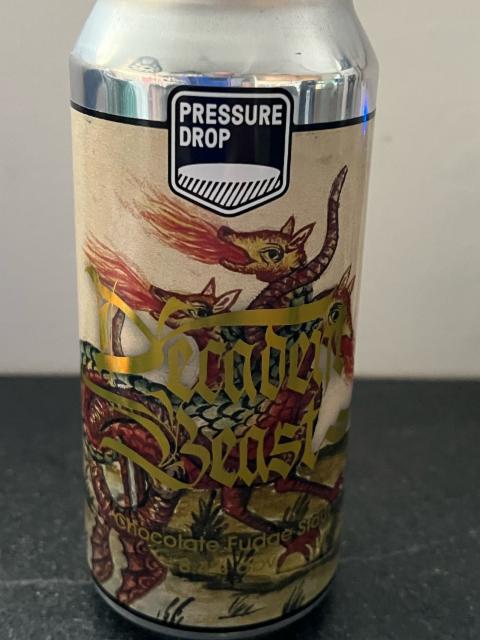 PRESSURE
DROP
Decadent
Beast
Chocolate Fudge Stout